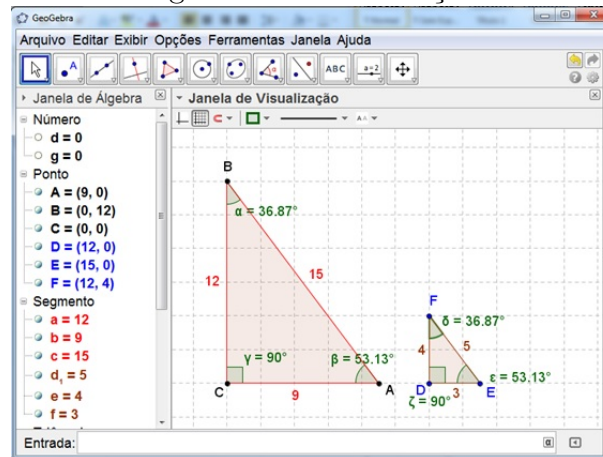 GeoGebra
Arquivo Editar Exibir Opções Ferramentas Janela Ajuda
A
ABC
a=2
Janela de Álgebra
Janela de Visualização
Número
d = 0
g = 0
Ponto
A = (9, 0)
B = (0, 12)
C = (0, 0)
D = (12, 0)
E = (15, 0)
F = (12, 4)
Segmento
a = 12
b = 9
c = 15
d₁ = 5
e = 4
f = 3
B
α = 36.87°
12
15
γ = 90°
β = 53.13°
C
9
A
F
δ = 36.87°
4
5
ε = 53.13°
D
3
E
ζ = 90°
Entrada:
α